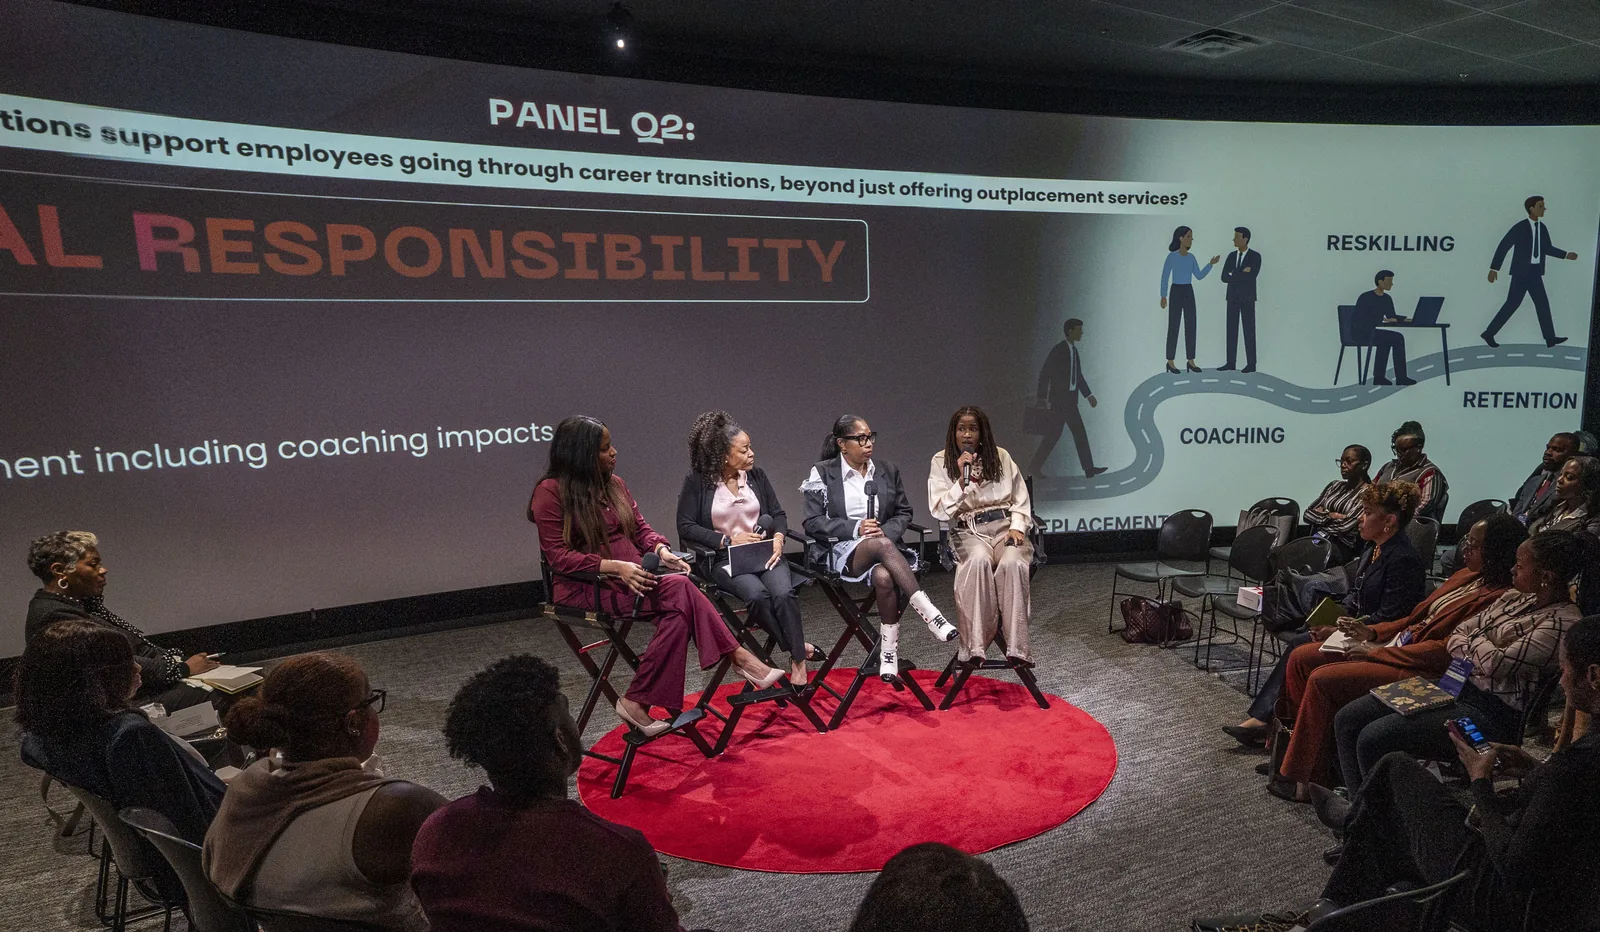 PANEL Q2:
tions support employees going through career transitions, beyond just offering outplacement services?
AL RESPONSIBILITY
RESKILLING
RETENTION
COACHING
ment including coaching impacts
EPLACEMENT